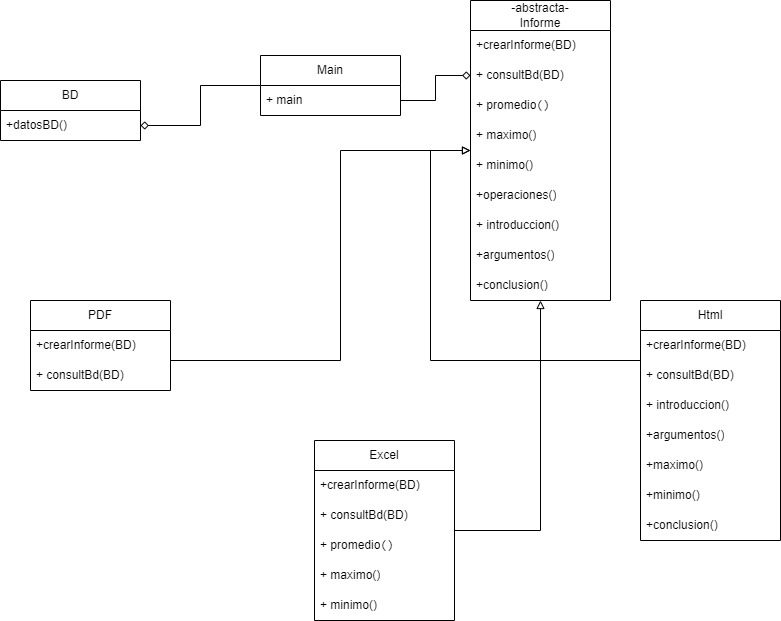 -abstracta-
Informe
+crearInforme(BD)
+ consultBd(BD)
+ promedio()
+ maximo()
+ minimo()
+operaciones()
+ introduccion()
+argumentos()
+conclusion()
Main
+ main
BD
+datosBD()
PDF
+crearInforme(BD)
+ consultBd(BD)
Html
+crearInforme(BD)
+ consultBd(BD)
+ introduccion()
+argumentos()
+maximo()
+minimo()
+conclusion()
Excel
+crearInforme(BD)
+ consultBd(BD)
+ promedio()
+ maximo()
+ minimo()